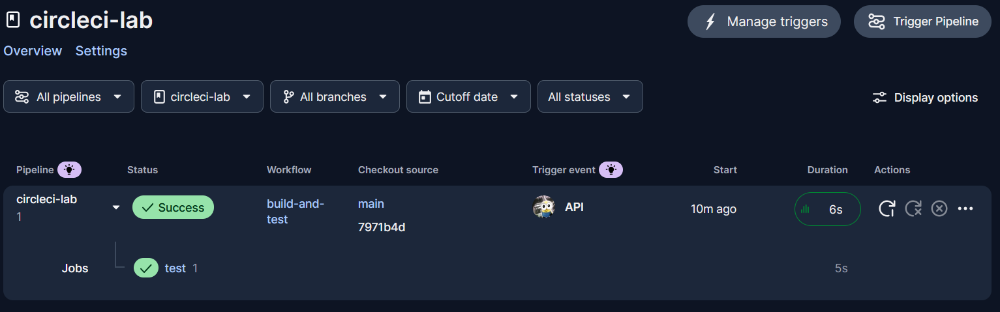 circleci-lab
Manage triggers
Trigger Pipeline
Overview Settings
All pipelines
circleci-lab
All branches
Cutoff date
All statuses
Display options
Pipeline Status Workflow Checkout source Trigger event Start Duration Actions
circleci-lab
1
Success
build-and-
test
main
7971b4d
API
10m ago
6s
Jobs
test 1
5s